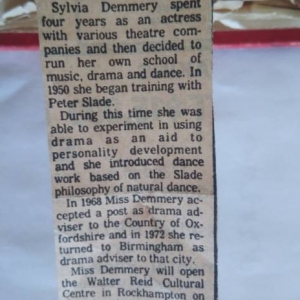 Sylvia Demmery spent
four years as an actress
with various theatre com-
panies and then decided to
run her own school of
music, drama and dance. In
1950 she began training with
Peter Slade.
During this time she was
able to experiment in using
drama as an aid to
personality development
and she introduced dance
work based on the Slade
philosophy of natural dance.
In 1968 Miss Demmery ac-
cepted a post as drama ad-
viser to the Country of Ox-
fordshire and in 1972 she re-
turned to Birmingham as
drama adviser to that city.
Miss Demmery will open
the Walter Reid Cultural
Centre in Rockhampton on